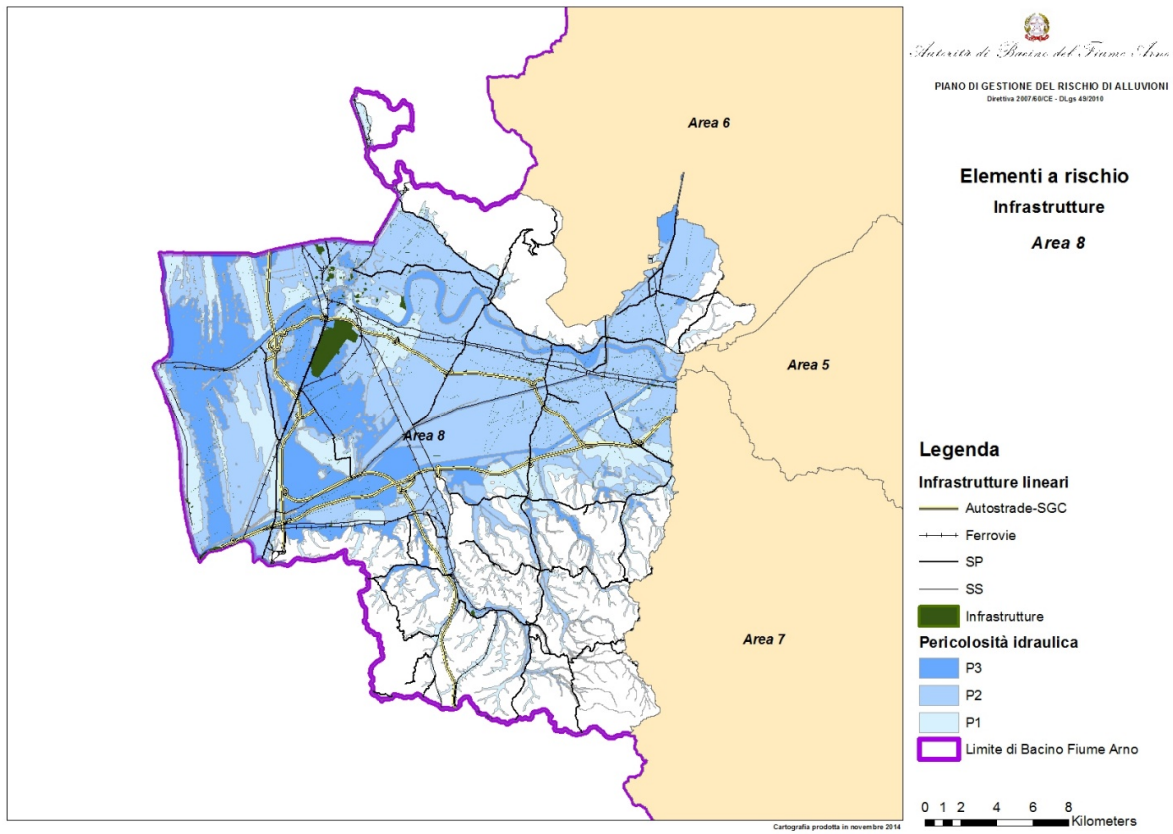 Autorità di Bacino del Fiume Arno
PIANO DI GESTIONE DEL RISCHIO DI ALLUVIONI
Direttiva 2007/60/CE - DLgs 49/2010
Elementi a rischio
Infrastrutture
Area 8
Area 6
Area 5
Area 8
Area 7
Legenda
Infrastrutture lineari
Autostrade-SGC
Ferrovie
SP
SS
Infrastrutture
Pericolosità idraulica
P3
P2
P1
Limite di Bacino Fiume Arno
0 1 2 4 6 8
Kilometers
Cartografia prodotta in novembre 2014